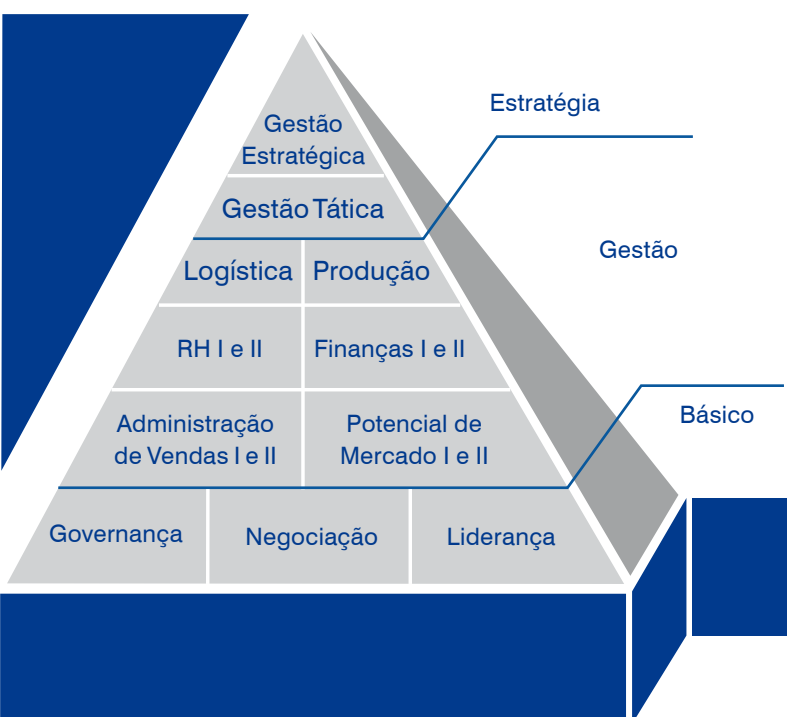 Estratégia
Gestão
Estratégica
Gestão Tática
Gestão
Logística
Produção
RH I e II
Finanças I e II
Básico
Administração
de Vendas I e II
Potencial de
Mercado I e II
Governança
Negociação
Liderança